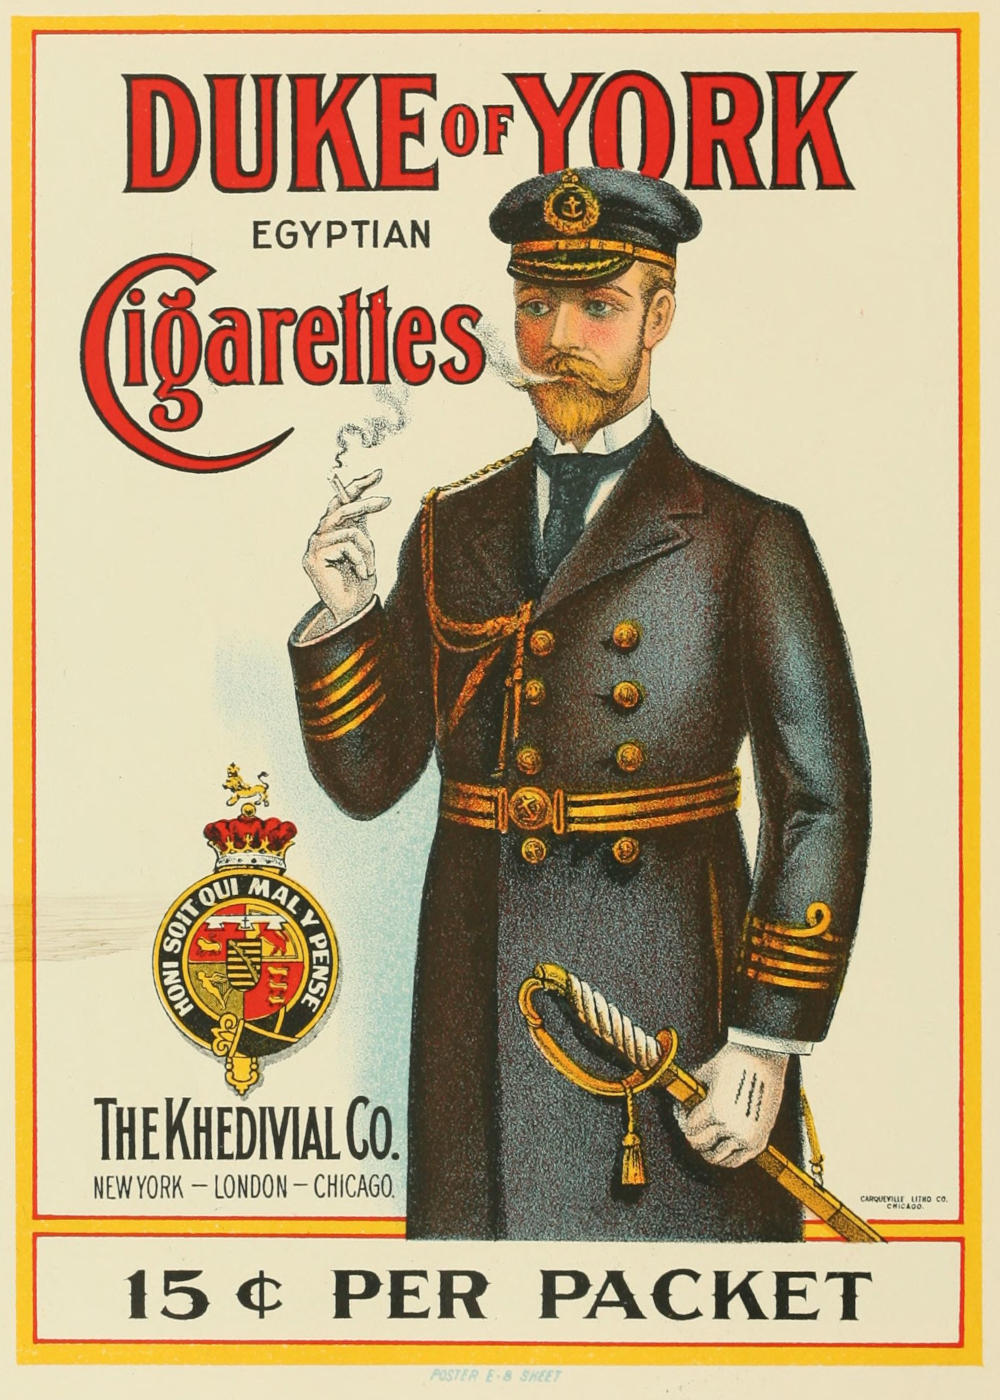 DUKE OF YORK
EGYPTIAN
Cigarettes
HONI SOIT QUI MAL Y PENSE
THE KHEDIVIAL CO.
NEW YORK — LONDON — CHICAGO.
CARQUEVILLE LITHO CO.
CHICAGO.
15¢ PER PACKET
POSTER E-8 SHEET